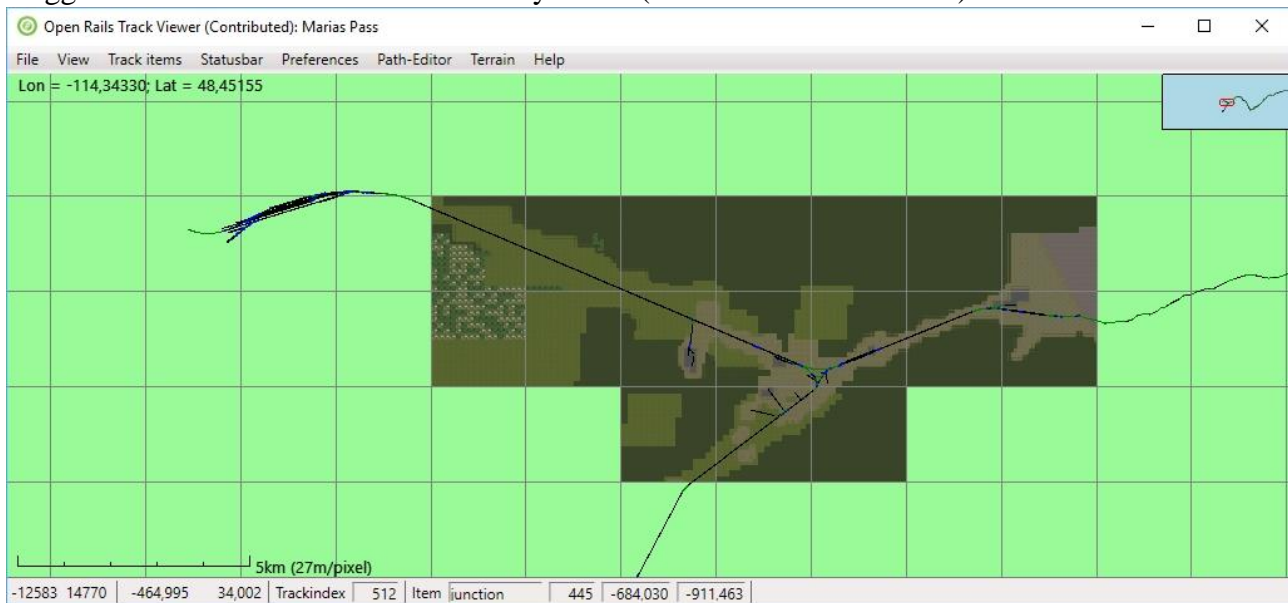 Open Rails Track Viewer (Contributed): Marias Pass
File View Track items Statusbar Preferences Path-Editor Terrain Help
Lon = -114,34330; Lat = 48,45155
5km (27m/pixel)
-12583 14770 -464,995 34,002 Trackindex 512 Item junction 445 -684,030 -911,463